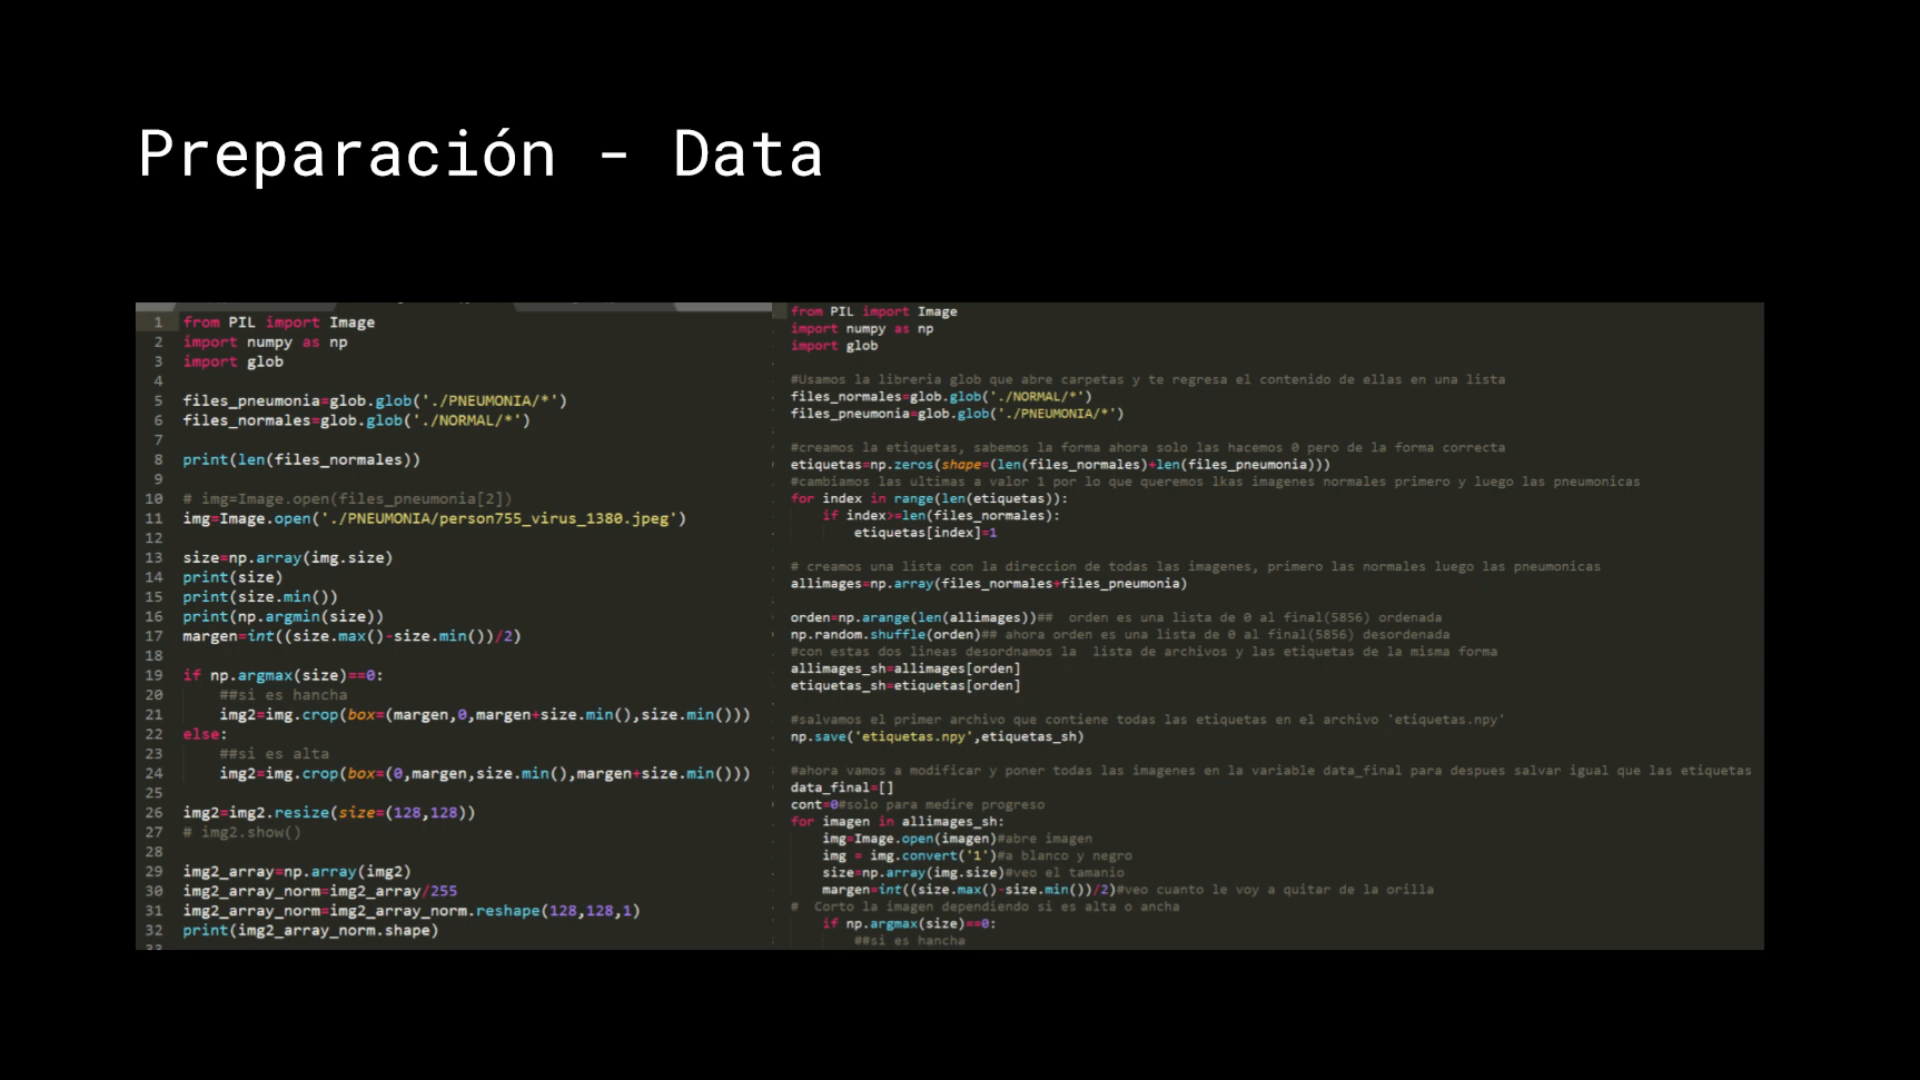 Preparación - Data
1 from PIL import Image
2 import numpy as np
3 import glob
4
5 files_pneumonia=glob.glob('./PNEUMONIA/*')
6 files_normales=glob.glob('./NORMAL/*')
7
8 print(len(files_normales))
9
10 # img=Image.open(files_pneumonia[2])
11 img=Image.open('./PNEUMONIA/person755_virus_1380.jpeg')
12
13 size=np.array(img.size)
14 print(size)
15 print(size.min())
16 print(np.argmin(size))
17 margen=int((size.max()-size.min())/2)
18
19 if np.argmax(size)==0:
20 ##si es hancha
21 img2=img.crop(box=(margen,0,margen+size.min(),size.min()))
22 else:
23 ##si es alta
24 img2=img.crop(box=(0,margen,size.min(),margen+size.min()))
25
26 img2=img2.resize(size=(128,128))
27 # img2.show()
28
29 img2_array=np.array(img2)
30 img2_array_norm=img2_array/255
31 img2_array_norm=img2_array_norm.reshape(128,128,1)
32 print(img2_array_norm.shape)
33
from PIL import Image
import numpy as np
import glob
#Usamos la libreria glob que abre carpetas y te regresa el contenido de ellas en una lista
files_normales=glob.glob('./NORMAL/*')
files_pneumonia=glob.glob('./PNEUMONIA/*')
#creamos la etiquetas, sabemos la forma ahora solo las hacemos 0 pero de la forma correcta
etiquetas=np.zeros(shape=(len(files_normales)+len(files_pneumonia)))
#cambiamos las ultimas a valor 1 por lo que queremos lkas imagenes normales primero y luego las pneumonicas
for index in range(len(etiquetas)):
if index>=len(files_normales):
etiquetas[index]=1
# creamos una lista con la direccion de todas las imagenes, primero las normales luego las pneumonicas
allimages=np.array(files_normales+files_pneumonia)
orden=np.arange(len(allimages))## orden es una lista de 0 al final(5856) ordenada
np.random.shuffle(orden)## ahora orden es una lista de 0 al final(5856) desordenada
#con estas dos lineas desordnamos la lista de archivos y las etiquetas de la misma forma
allimages_sh=allimages[orden]
etiquetas_sh=etiquetas[orden]
#salvamos el primer archivo que contiene todas las etiquetas en el archivo 'etiquetas.npy'
np.save('etiquetas.npy',etiquetas_sh)
#ahora vamos a modificar y poner todas las imagenes en la variable data_final para despues salvar igual que las etiquetas
data_final=[]
cont=0#solo para medire progreso
for imagen in allimages_sh:
img=Image.open(imagen)#abre imagen
img = img.convert('1')#a blanco y negro
size=np.array(img.size)#veo el tamanio
margen=int((size.max()-size.min())/2)#veo cuanto le voy a quitar de la orilla
# Corto la imagen dependiendo si es alta o ancha
if np.argmax(size)==0:
##si es hancha